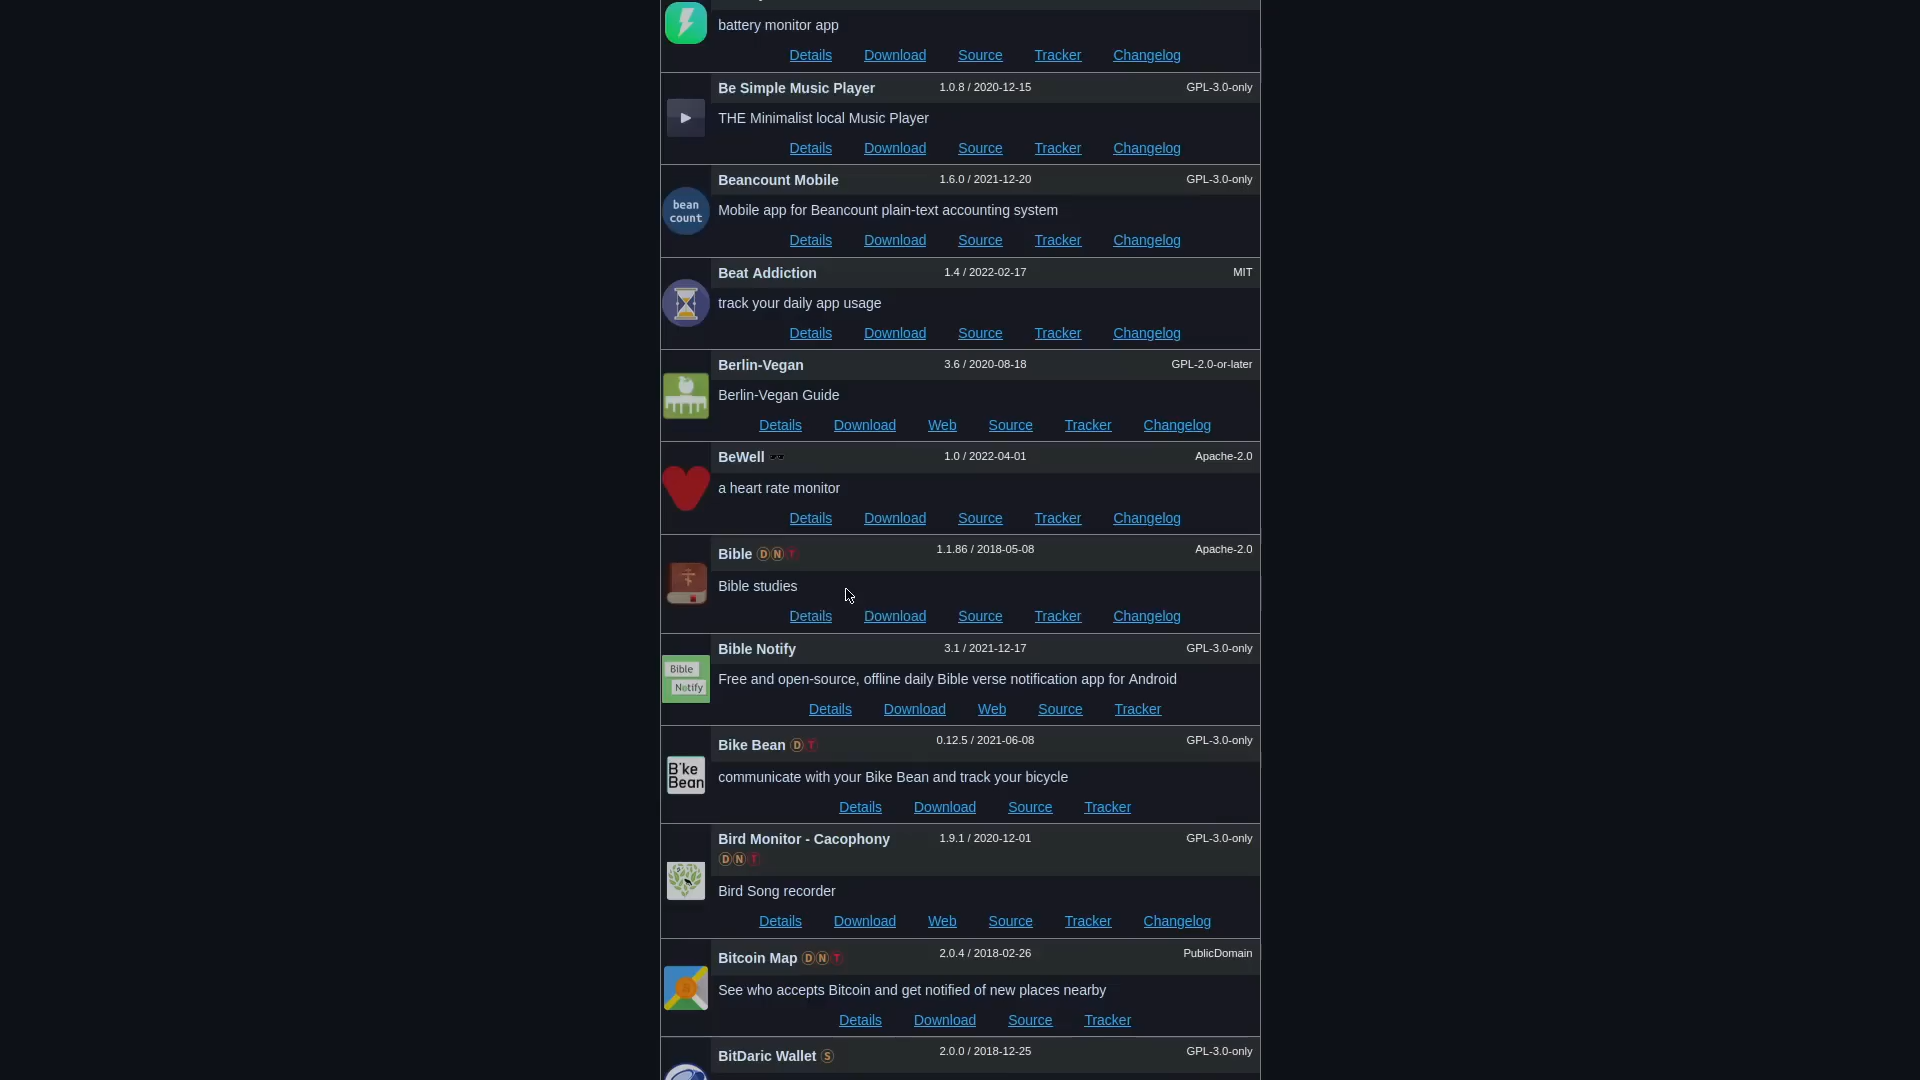 battery monitor app
Details Download Source Tracker Changelog
Be Simple Music Player 1.0.8 / 2020-12-15 GPL-3.0-only
THE Minimalist local Music Player
Details Download Source Tracker Changelog
Beancount Mobile 1.6.0 / 2021-12-20 GPL-3.0-only
bean
count
Mobile app for Beancount plain-text accounting system
Details Download Source Tracker Changelog
Beat Addiction 1.4 / 2022-02-17 MIT
track your daily app usage
Details Download Source Tracker Changelog
Berlin-Vegan 3.6 / 2020-08-18 GPL-2.0-or-later
Berlin-Vegan Guide
Details Download Web Source Tracker Changelog
BeWell 1.0 / 2022-04-01 Apache-2.0
a heart rate monitor
Details Download Source Tracker Changelog
Bible D N T 1.1.86 / 2018-05-08 Apache-2.0
Bible studies
Details Download Source Tracker Changelog
Bible Notify 3.1 / 2021-12-17 GPL-3.0-only
Bible
Notify
Free and open-source, offline daily Bible verse notification app for Android
Details Download Web Source Tracker
Bike Bean D T 0.12.5 / 2021-06-08 GPL-3.0-only
B'ke
Bean
communicate with your Bike Bean and track your bicycle
Details Download Source Tracker
Bird Monitor - Cacophony 1.9.1 / 2020-12-01 GPL-3.0-only
D N T
Bird Song recorder
Details Download Web Source Tracker Changelog
Bitcoin Map D N T 2.0.4 / 2018-02-26 PublicDomain
See who accepts Bitcoin and get notified of new places nearby
Details Download Source Tracker
BitDaric Wallet S 2.0.0 / 2018-12-25 GPL-3.0-only